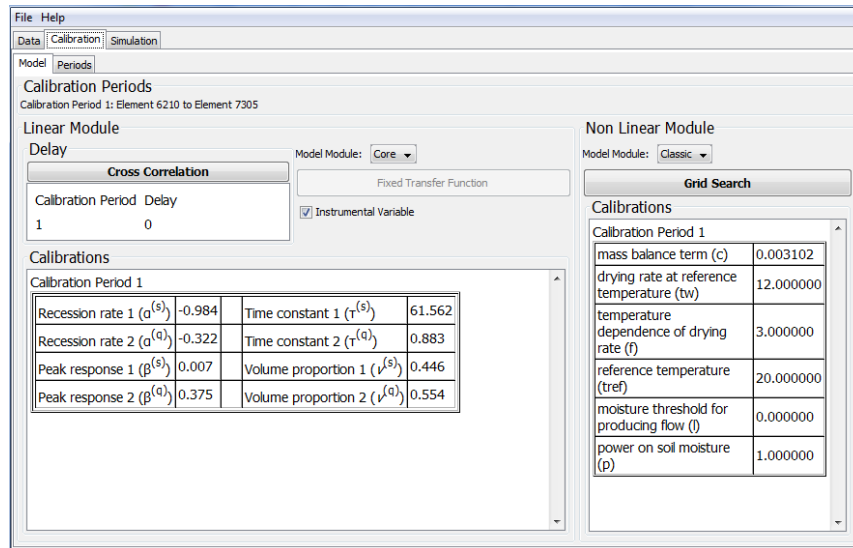 File Help
Data Calibration Simulation
Model Periods
Calibration Periods
Calibration Period 1: Element 6210 to Element 7305
Linear Module
Delay
Cross Correlation
Calibration Period Delay
1 0
Model Module: Core
Fixed Transfer Function
Instrumental Variable
Calibrations
Calibration Period 1
Recession rate 1 (α(s)) -0.984 Time constant 1 (τ(s)) 61.562
Recession rate 2 (α(q)) -0.322 Time constant 2 (τ(q)) 0.883
Peak response 1 (β(s)) 0.007 Volume proportion 1 (ν(s)) 0.446
Peak response 2 (β(q)) 0.375 Volume proportion 2 (ν(q)) 0.554
Non Linear Module
Model Module: Classic
Grid Search
Calibrations
Calibration Period 1
mass balance term (c) 0.003102
drying rate at reference
temperature (tw) 12.000000
temperature
dependence of drying 3.000000
rate (f)
reference temperature
(tref) 20.000000
moisture threshold for
producing flow (l) 0.000000
power on soil moisture
(p) 1.000000